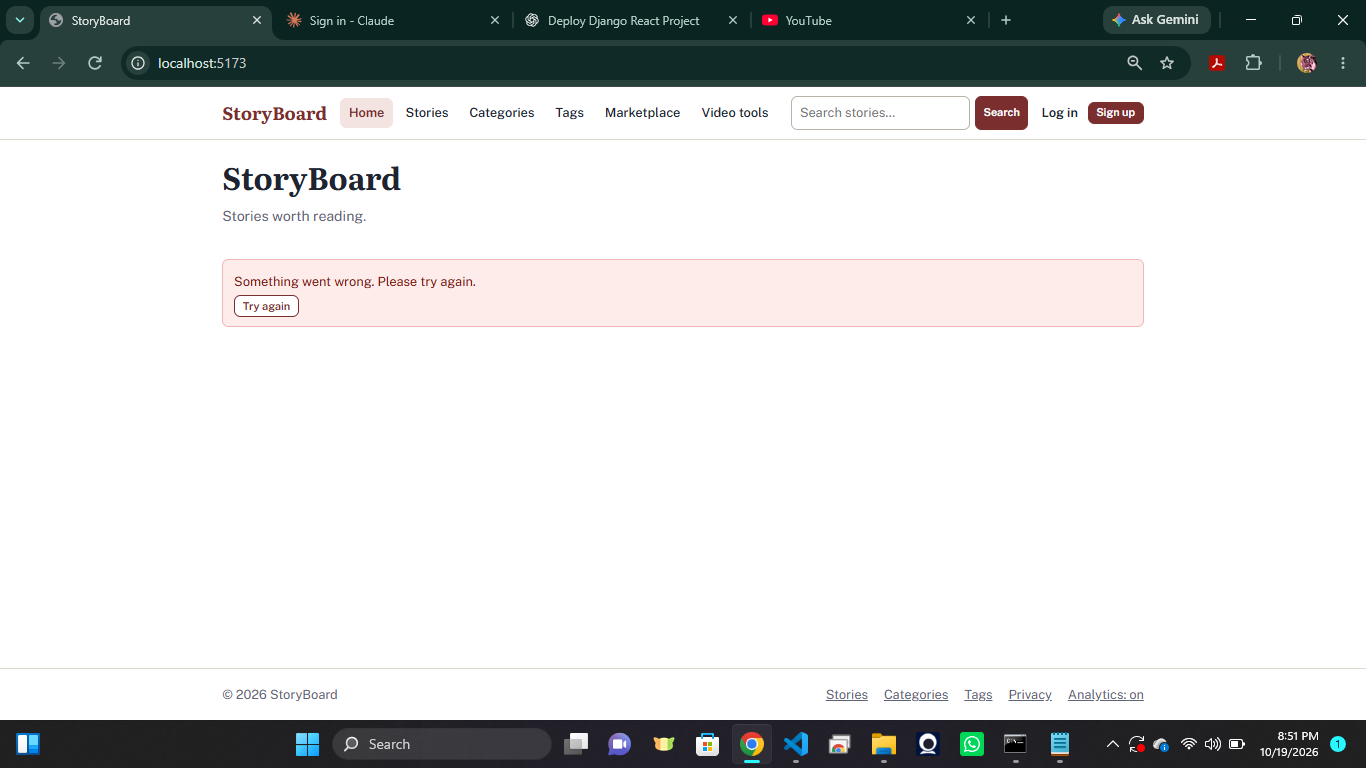 StoryBoard
Sign in - Claude
Deploy Django React Project
YouTube
Ask Gemini
localhost:5173
StoryBoard Home Stories Categories Tags Marketplace Video tools Search stories... Search Log in Sign up
StoryBoard
Stories worth reading.
Something went wrong. Please try again.
Try again
© 2026 StoryBoard
Stories Categories Tags Privacy Analytics: on
Search
8:51 PM
10/19/2026
1